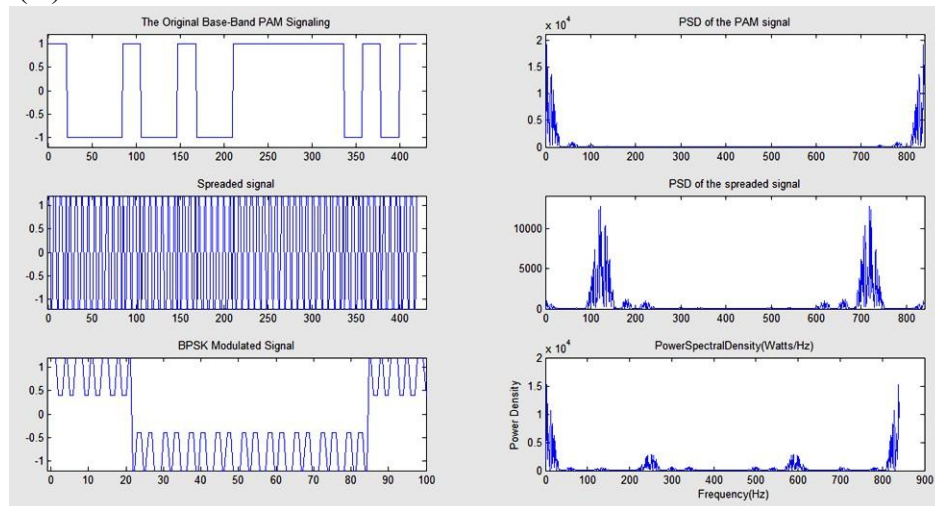 The Original Base-Band PAM Signaling
1
0.5
0
-0.5
-1
0 50 100 150 200 250 300 350 400
PSD of the PAM signal
x 10^4
2
1.5
1
0.5
0
0 100 200 300 400 500 600 700 800
Spreaded signal
1
0.5
0
-0.5
-1
0 50 100 150 200 250 300 350 400
PSD of the spreaded signal
10000
5000
0
0 100 200 300 400 500 600 700 800
BPSK Modulated Signal
1
0.5
0
-0.5
-1
0 10 20 30 40 50 60 70 80 90 100
PowerSpectralDensity(Watts/Hz)
x 10^4
Power Density
2
1.5
1
0.5
0
0 100 200 300 400 500 600 700 800 900
Frequency(Hz)